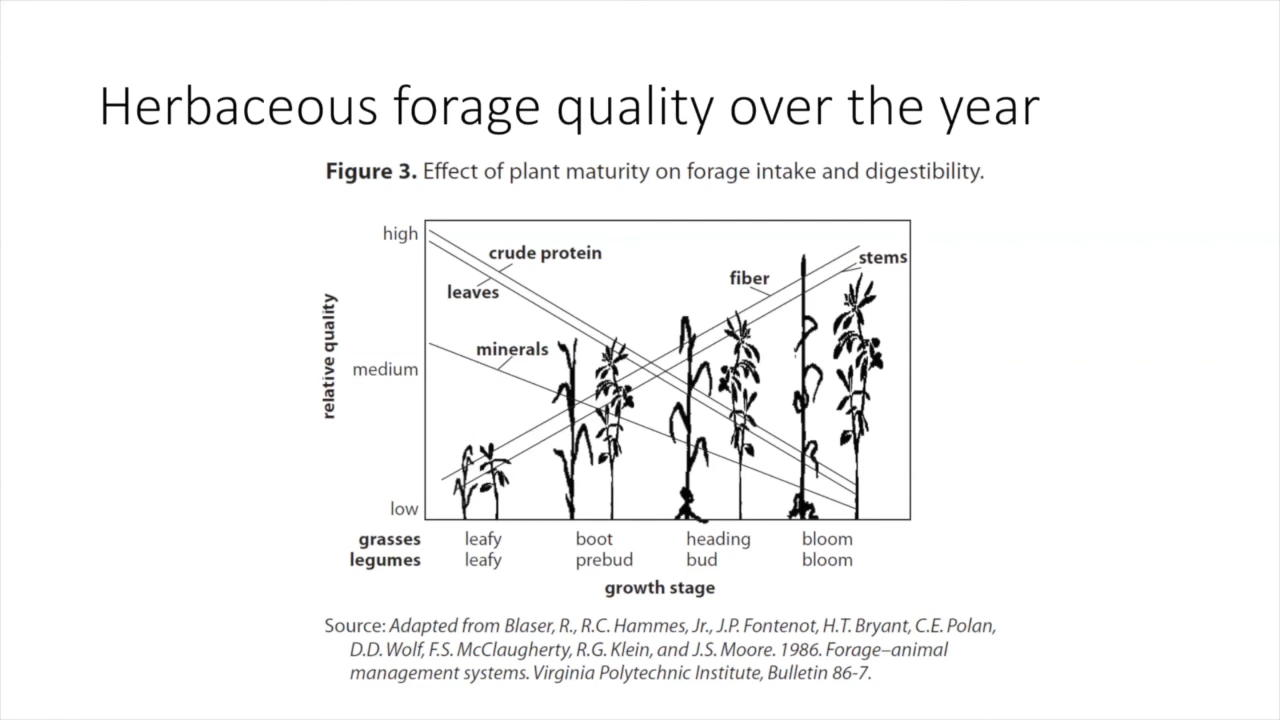 Herbaceous forage quality over the year
Figure 3. Effect of plant maturity on forage intake and digestibility.
high
crude protein
stems
fiber
leaves
minerals
medium
relative quality
low
grasses leafy boot heading bloom
legumes leafy prebud bud bloom
growth stage
Source: Adapted from Blaser, R., R.C. Hammes, Jr., J.P. Fontenot, H.T. Bryant, C.E. Polan,
D.D. Wolf, F.S. McClaugherty, R.G. Klein, and J.S. Moore. 1986. Forage–animal
management systems. Virginia Polytechnic Institute, Bulletin 86-7.